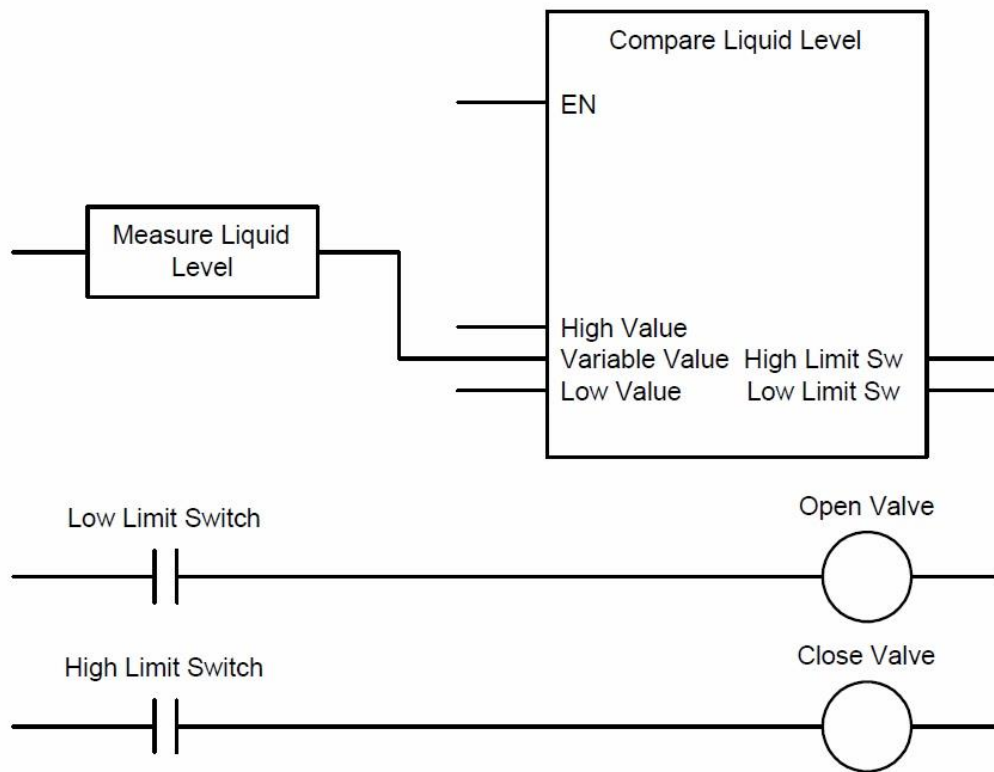 Compare Liquid Level
EN
Measure Liquid
Level
High Value
Variable Value High Limit Sw
Low Value Low Limit Sw
Low Limit Switch
Open Valve
High Limit Switch
Close Valve